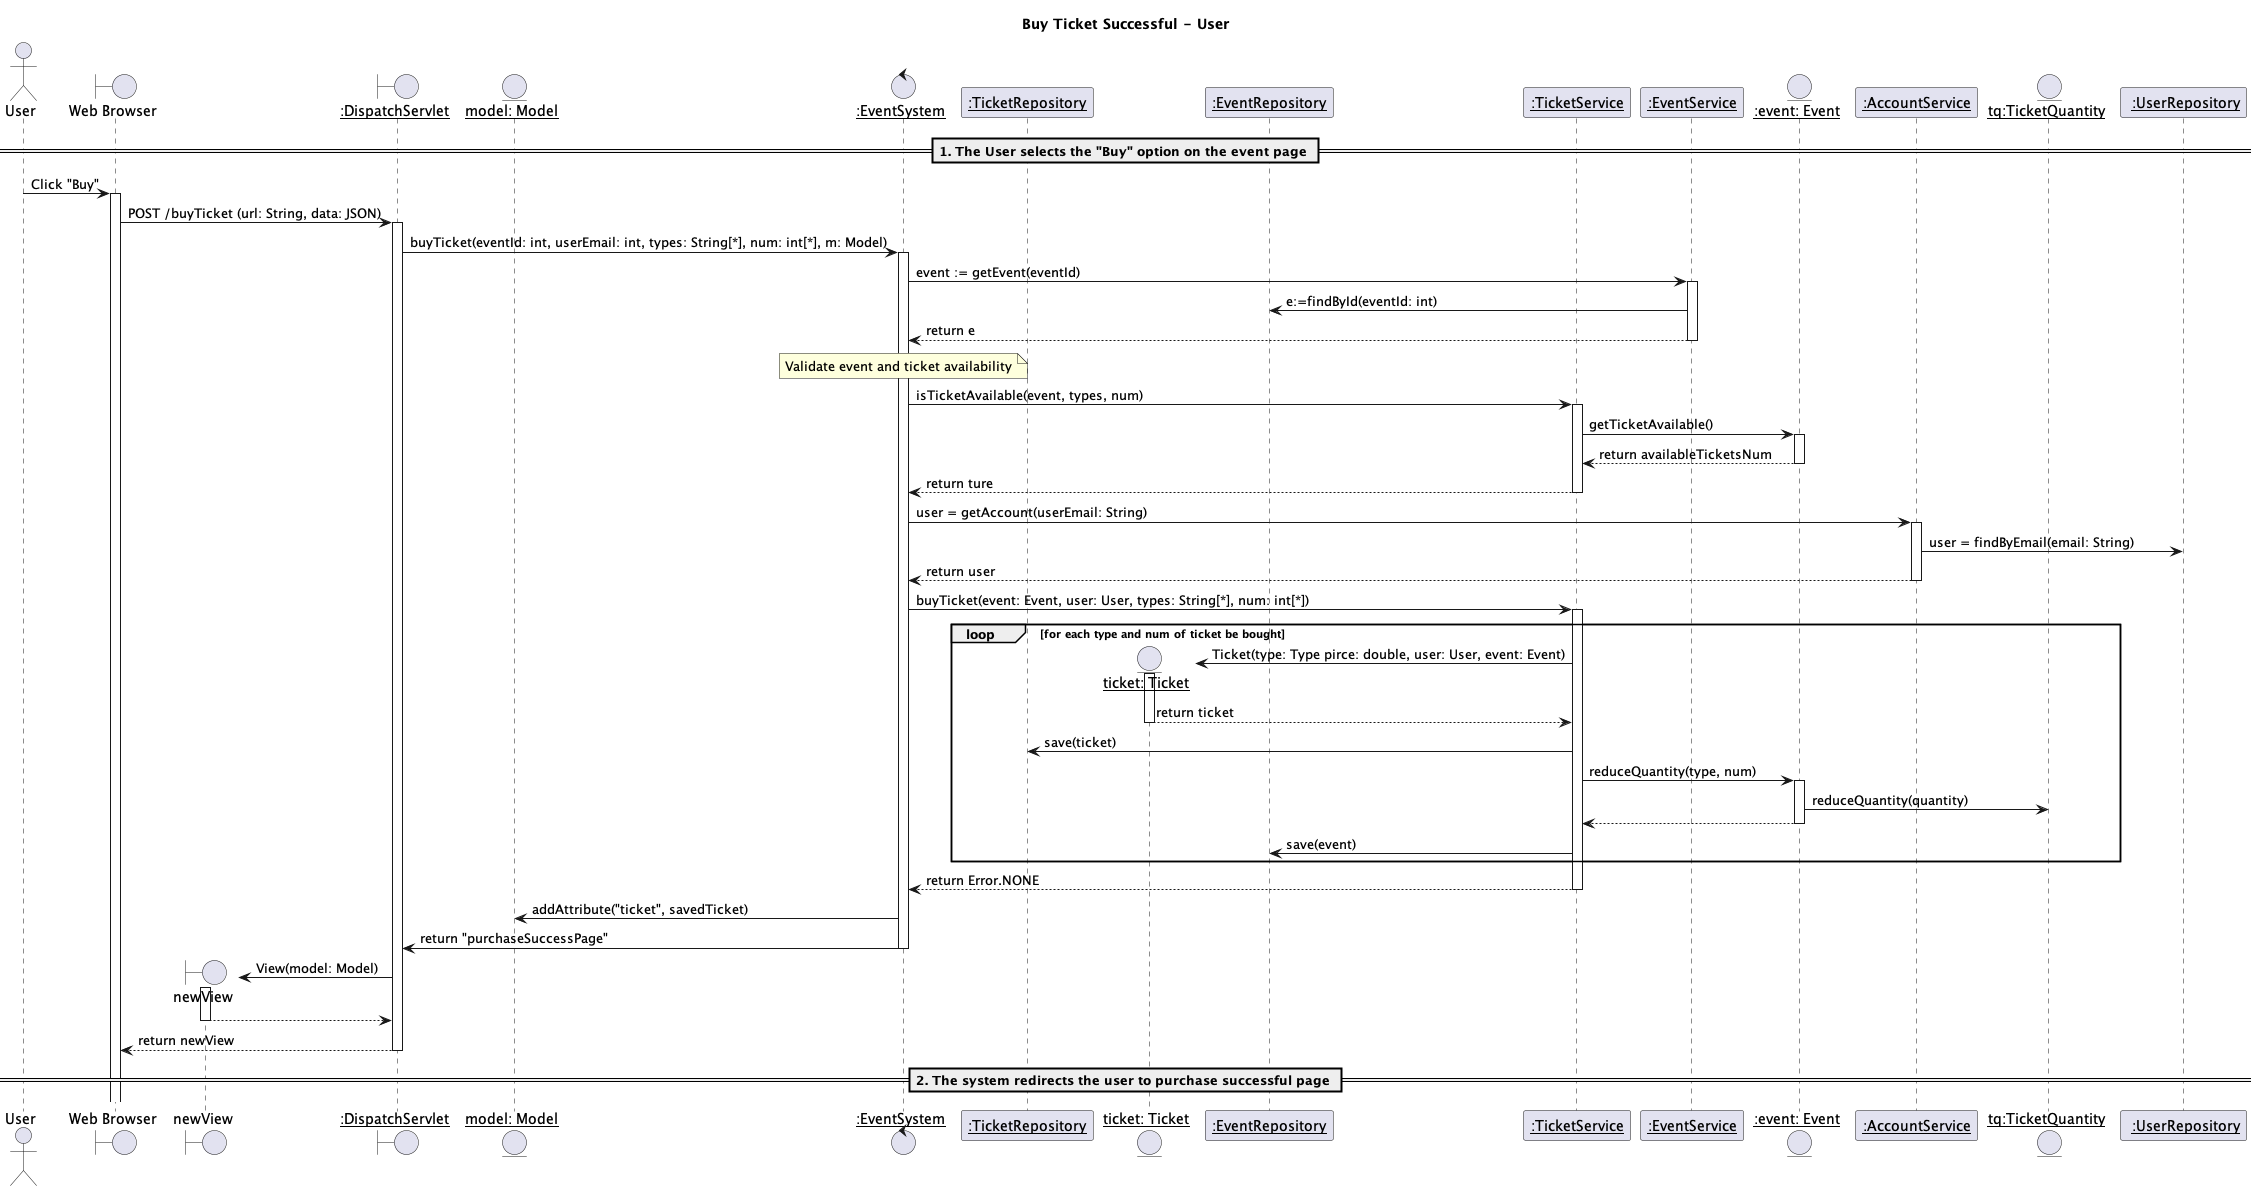 Buy Ticket Successful - User
User
Web Browser
:DispatchServlet
model: Model
:EventSystem
:TicketRepository
:EventRepository
:TicketService
:EventService
:event: Event
:AccountService
tq:TicketQuantity
:UserRepository
1. The User selects the "Buy" option on the event page
Click "Buy"
POST /buyTicket (url: String, data: JSON)
buyTicket(eventId: int, userEmail: int, types: String[*], num: int[*], m: Model)
event := getEvent(eventId)
e:=findById(eventId: int)
return e
Validate event and ticket availability
isTicketAvailable(event, types, num)
getTicketAvailable()
return availableTicketsNum
return ture
user = getAccount(userEmail: String)
user = findByEmail(email: String)
return user
buyTicket(event: Event, user: User, types: String[*], num: int[*])
loop [for each type and num of ticket be bought]
Ticket(type: Type pirce: double, user: User, event: Event)
ticket: Ticket
return ticket
save(ticket)
reduceQuantity(type, num)
reduceQuantity(quantity)
save(event)
return Error.NONE
addAttribute("ticket", savedTicket)
return "purchaseSuccessPage"
View(model: Model)
newView
return newView
2. The system redirects the user to purchase successful page
User
Web Browser
newView
:DispatchServlet
model: Model
:EventSystem
:TicketRepository
ticket: Ticket
:EventRepository
:TicketService
:EventService
:event: Event
:AccountService
tq:TicketQuantity
:UserRepository